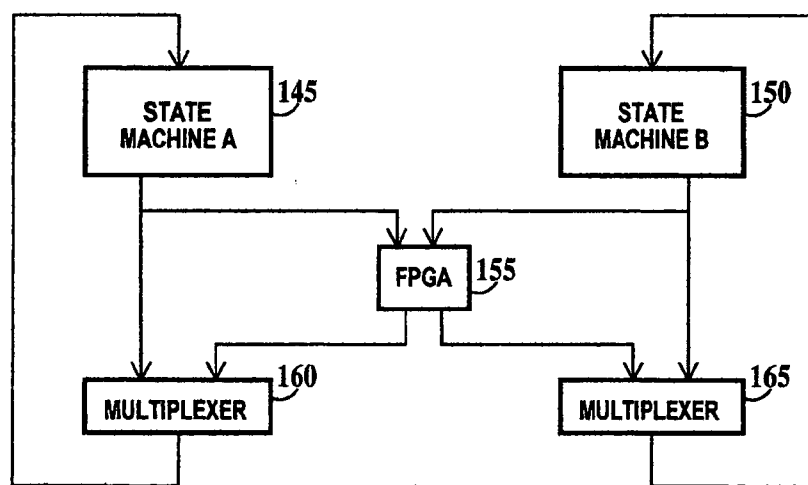 145
STATE
MACHINE A
150
STATE
MACHINE B
FPGA
155
160
MULTIPLEXER
165
MULTIPLEXER